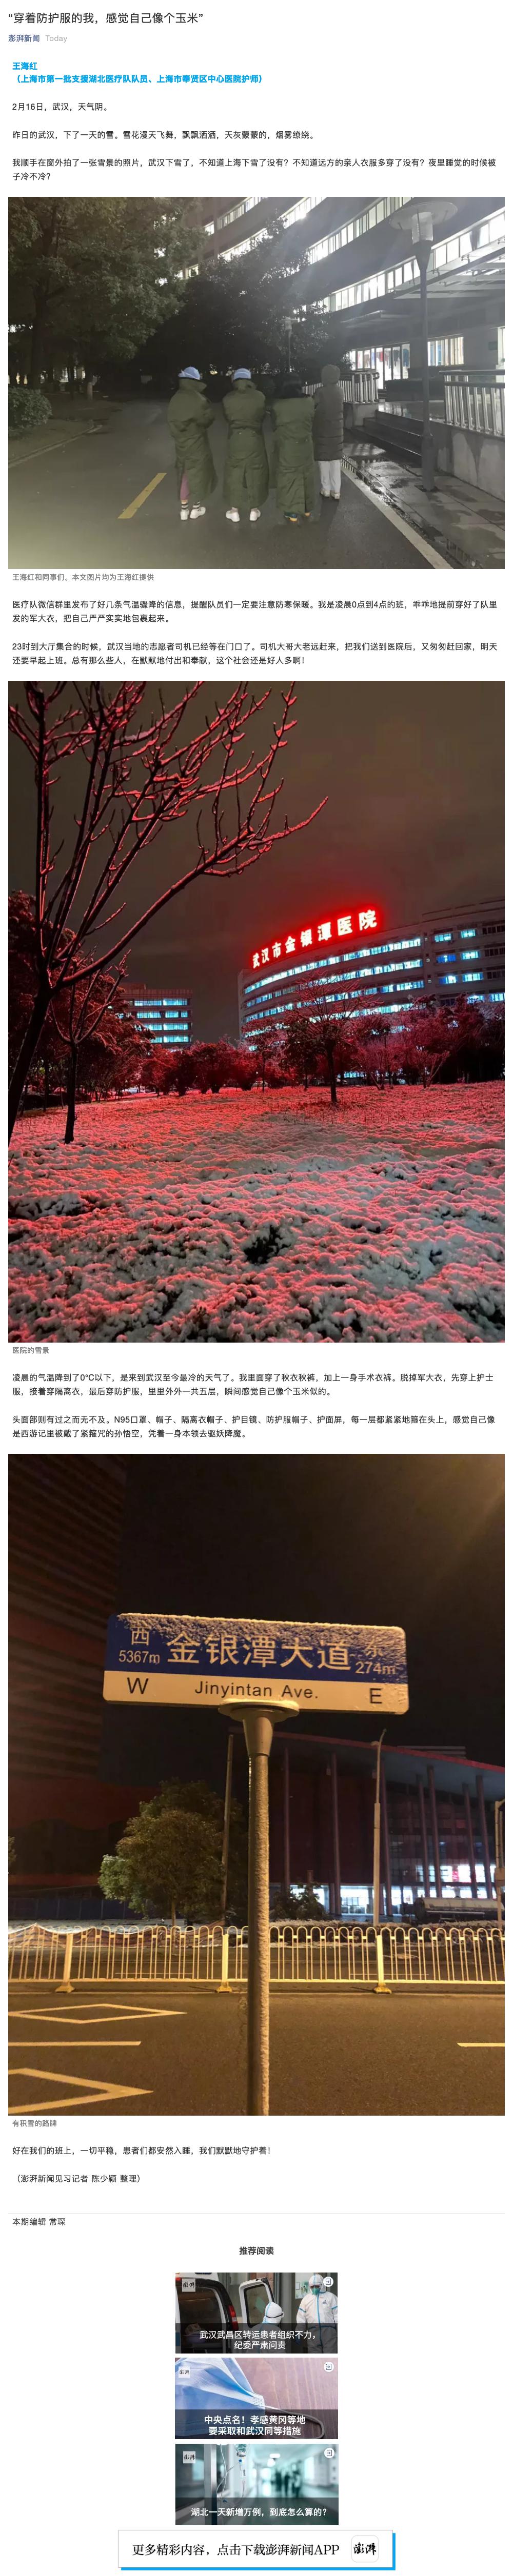 “穿着防护服的我，感觉自己像个玉米”
澎湃新闻 Today
王海红
（上海市第一批支援湖北医疗队队员、上海市奉贤区中心医院护师）
2月16日，武汉，天气阴。
昨日的武汉，下了一天的雪。雪花漫天飞舞，飘飘洒洒，天灰蒙蒙的，烟雾缭绕。
我顺手在窗外拍了一张雪景的照片，武汉下雪了，不知道上海下雪了没有？不知道远方的亲人衣服多穿了没有？夜里睡觉的时候被
子冷不冷？
王海红和同事们。本文图片均为王海红提供
医疗队微信群里发布了好几条气温骤降的信息，提醒队员们一定要注意防寒保暖。我是凌晨0点到4点的班，乖乖地提前穿好了队里
发的军大衣，把自己严严实实地包裹起来。
23时到大厅集合的时候，武汉当地的志愿者司机已经等在门口了。司机大哥大老远赶来，把我们送到医院后，又匆匆赶回家，明天
还要早起上班。总有那么些人，在默默地付出和奉献，这个社会还是好人多啊！
武汉市金银潭医院
医院的雪景
凌晨的气温降到了0℃以下，是来到武汉至今最冷的天气了。我里面穿了秋衣秋裤，加上一身手术衣裤。脱掉军大衣，先穿上护士
服，接着穿隔离衣，最后穿防护服，里里外外一共五层，瞬间感觉自己像个玉米似的。
头面部则有过之而无不及。N95口罩、帽子、隔离衣帽子、护目镜、防护服帽子、护面屏，每一层都紧紧地箍在头上，感觉自己像
是西游记里被戴了紧箍咒的孙悟空，凭着一身本领去驱妖降魔。
西 金银潭大道 东
5367m 274m
W Jinyintan Ave. E
有积雪的路牌
好在我们的班上，一切平稳，患者们都安然入睡，我们默默地守护着！
（澎湃新闻见习记者 陈少颖 整理）
本期编辑 常琛
推荐阅读
澎湃
武汉武昌区转运患者组织不力，
纪委严肃问责
澎湃
中央点名！孝感黄冈等地
要采取和武汉同等措施
澎湃
湖北一天新增万例，到底怎么算的？
更多精彩内容，点击下载澎湃新闻APP 澎湃